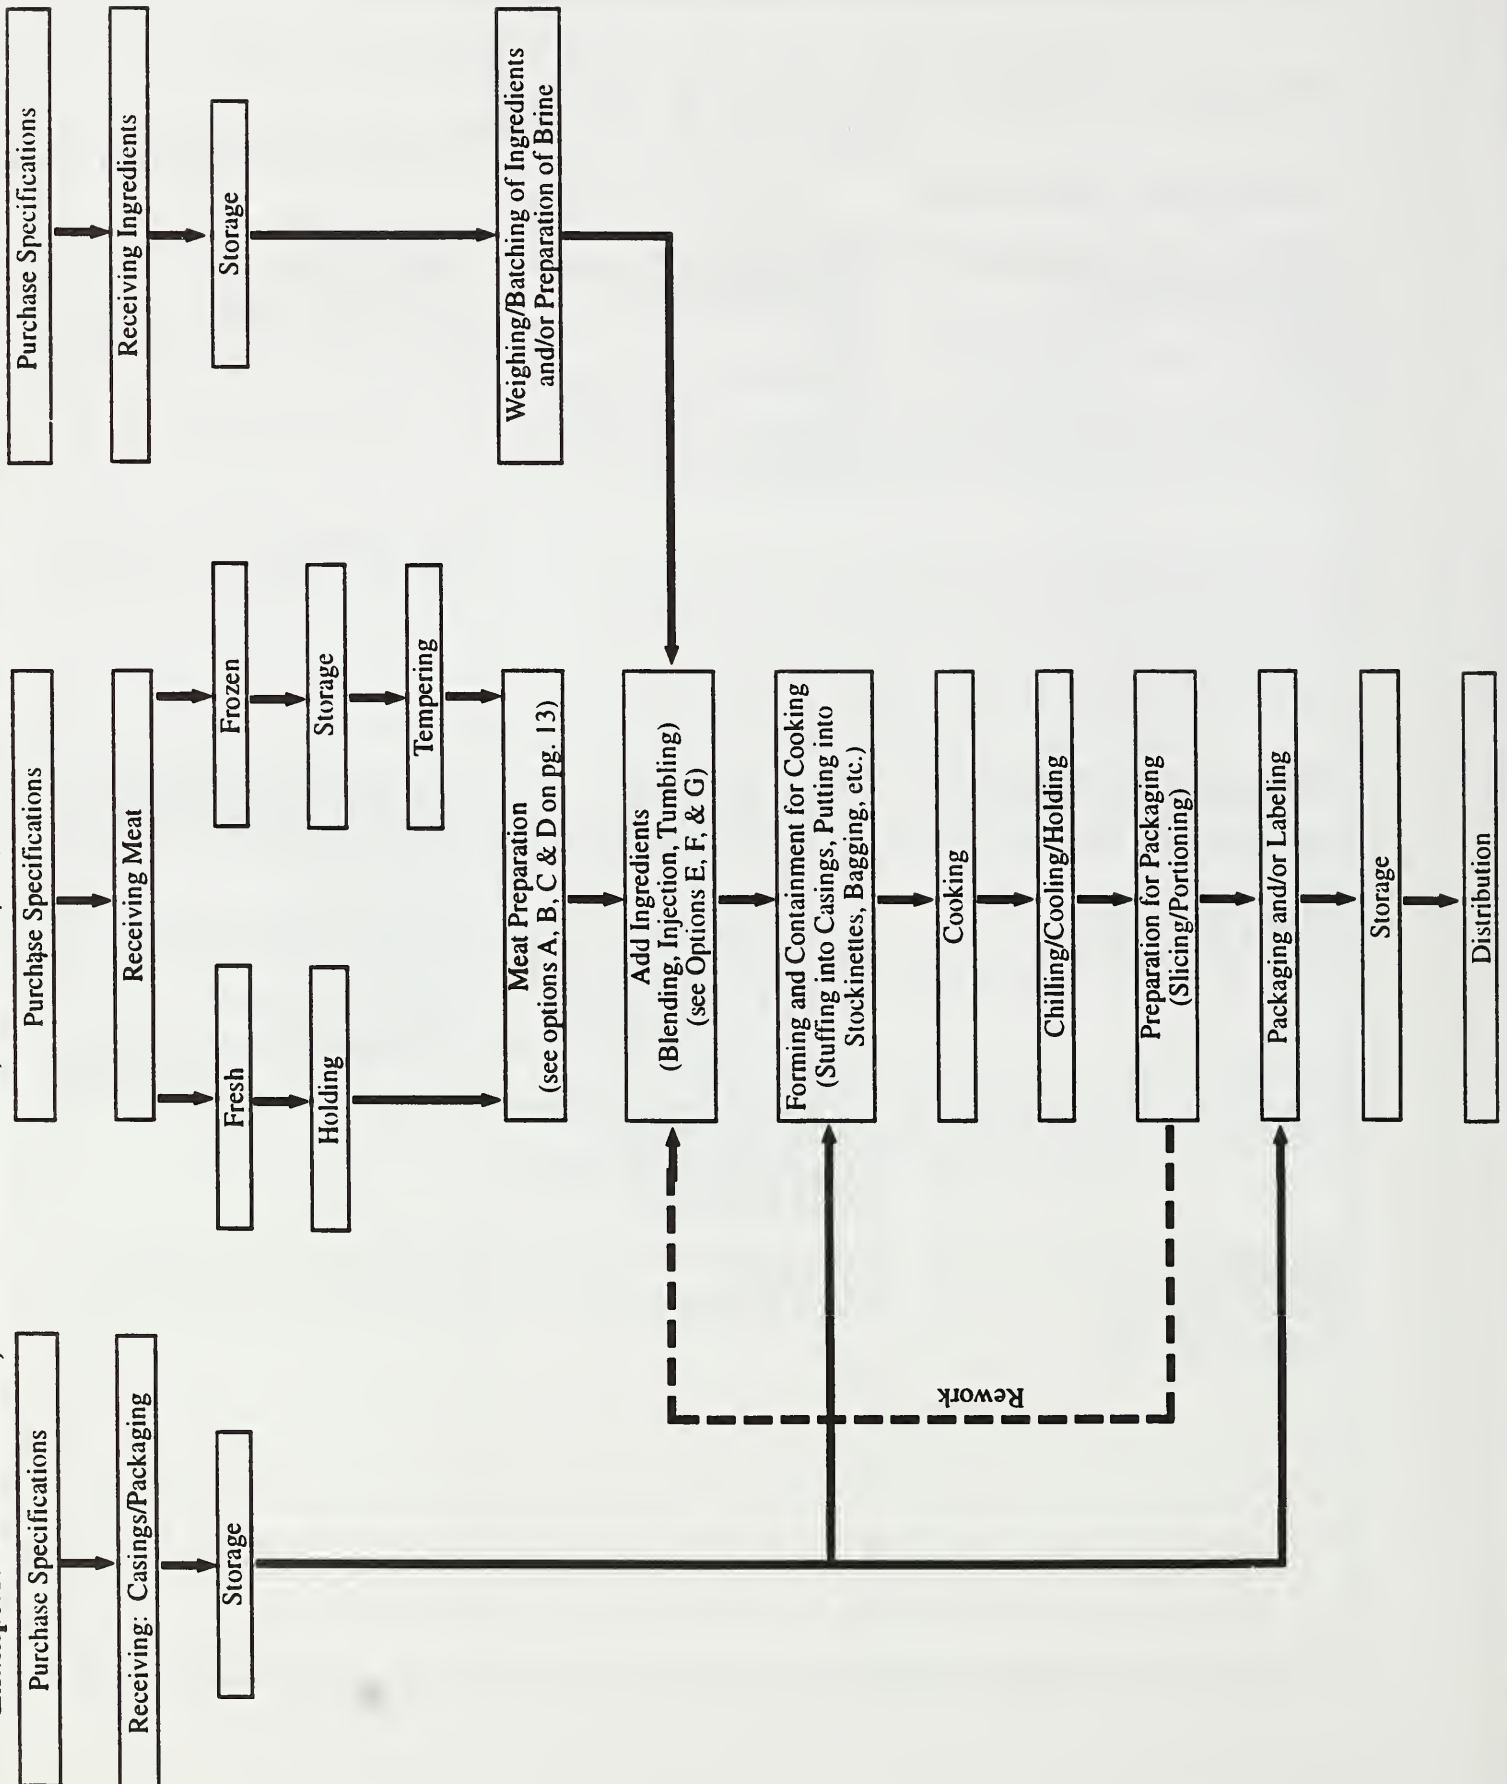 Purchase Specifications
Receiving: Casings/Packaging
Storage
Purchase Specifications
Receiving Meat
Fresh
Holding
Frozen
Storage
Tempering
Meat Preparation
(see options A, B, C & D on pg. 13)
Purchase Specifications
Receiving Ingredients
Storage
Weighing/Batching of Ingredients
and/or Preparation of Brine
Add Ingredients
(Blending, Injection, Tumbling)
(see Options E, F, & G)
Forming and Containment for Cooking
(Stuffing into Casings, Putting into
Stockinettes, Bagging, etc.)
Cooking
Chilling/Cooling/Holding
Preparation for Packaging
(Slicing/Portioning)
Rework
Packaging and/or Labeling
Storage
Distribution